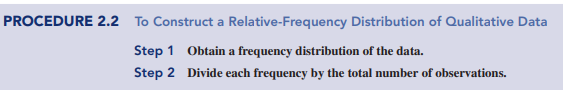 PROCEDURE 2.2 To Construct a Relative-Frequency Distribution of Qualitative Data
Step 1 Obtain a frequency distribution of the data.
Step 2 Divide each frequency by the total number of observations.